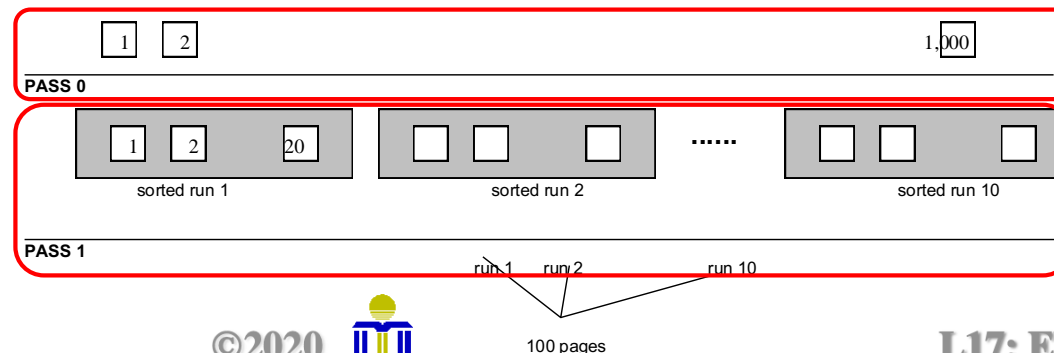 1 2 1,000
PASS 0
1 2 20 ......
sorted run 1 sorted run 2 sorted run 10
PASS 1
run 1 run 2 run 10
100 pages
©2020 L17: E